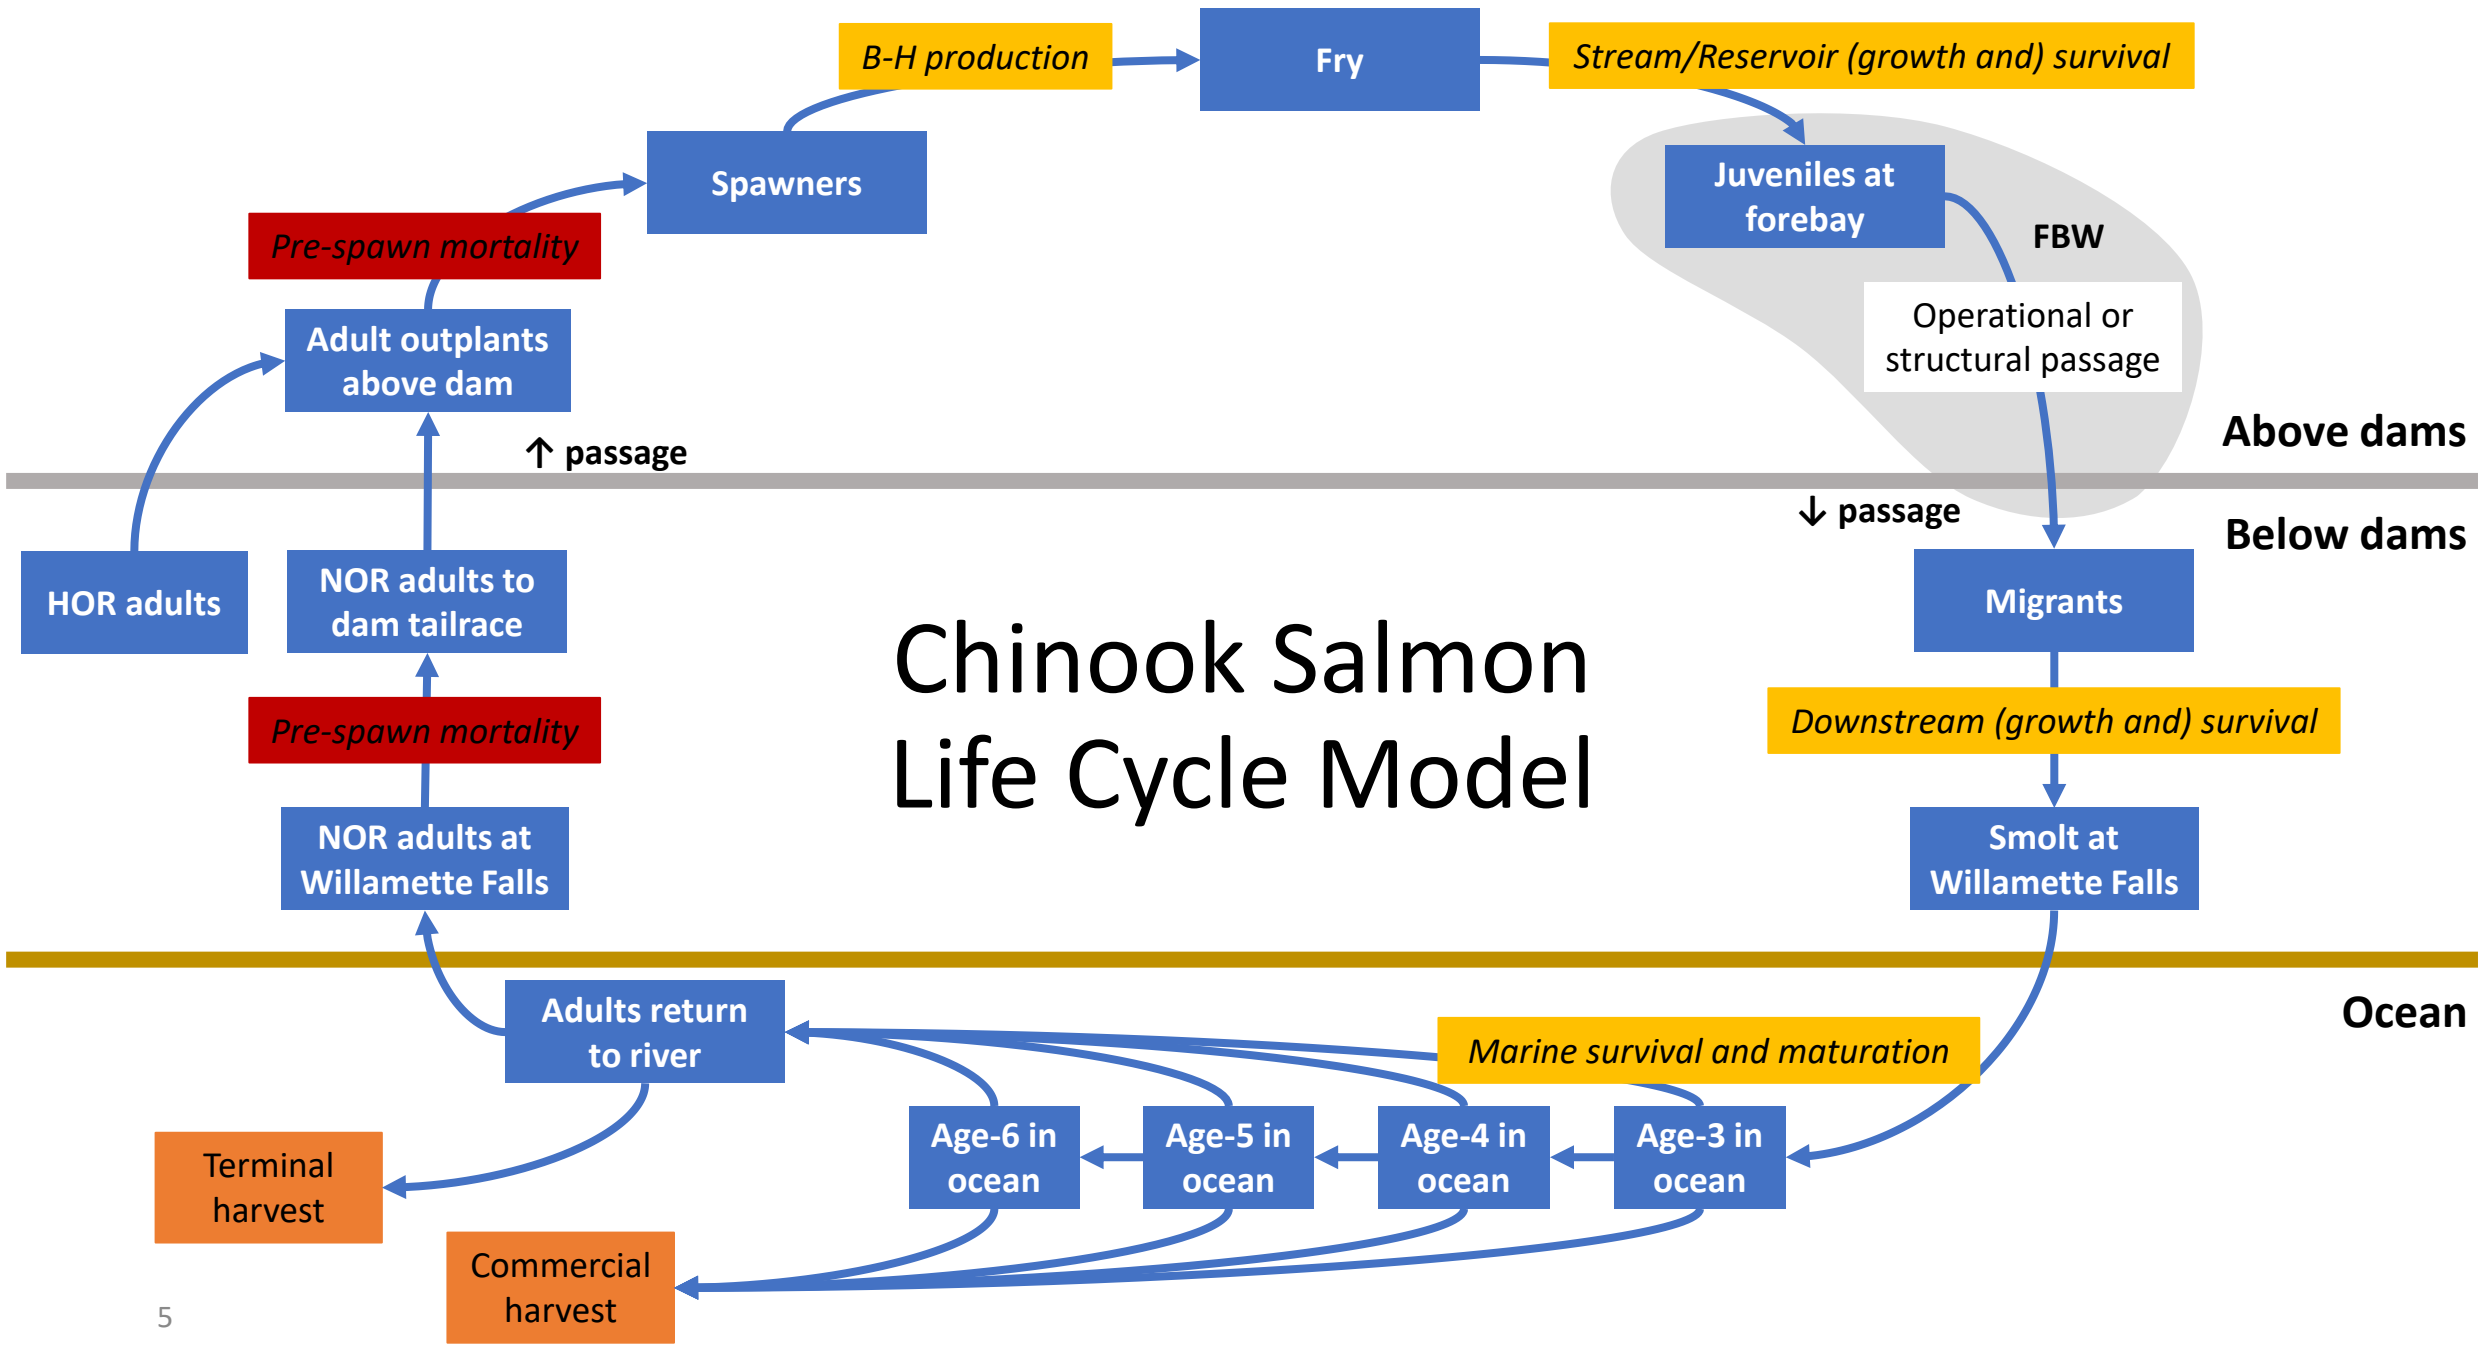 B-H production
Fry
Stream/Reservoir (growth and) survival
Spawners
Juveniles at
forebay
FBW
Pre-spawn mortality
Operational or
structural passage
Adult outplants
above dam
Above dams
↑ passage
↓ passage
Below dams
HOR adults
NOR adults to
dam tailrace
Migrants
Chinook Salmon
Life Cycle Model
Pre-spawn mortality
Downstream (growth and) survival
NOR adults at
Willamette Falls
Smolt at
Willamette Falls
Ocean
Adults return
to river
Marine survival and maturation
Age-6 in
ocean
Age-5 in
ocean
Age-4 in
ocean
Age-3 in
ocean
Terminal
harvest
Commercial
harvest
5